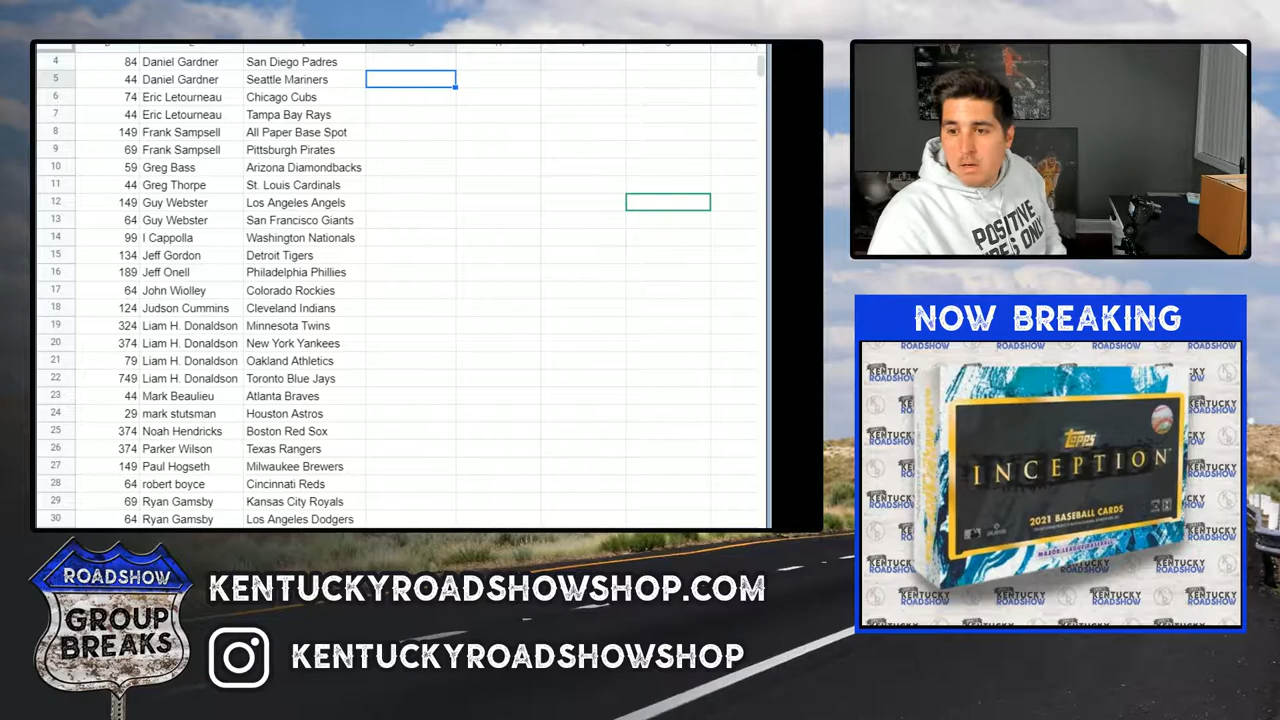 4 84 Daniel Gardner San Diego Padres
5 44 Daniel Gardner Seattle Mariners
6 74 Eric Letourneau Chicago Cubs
7 44 Eric Letourneau Tampa Bay Rays
8 149 Frank Sampsell All Paper Base Spot
9 69 Frank Sampsell Pittsburgh Pirates
10 59 Greg Bass Arizona Diamondbacks
11 44 Greg Thorpe St. Louis Cardinals
12 149 Guy Webster Los Angeles Angels
13 64 Guy Webster San Francisco Giants
14 99 I Cappolla Washington Nationals
15 134 Jeff Gordon Detroit Tigers
16 189 Jeff Onell Philadelphia Phillies
17 64 John Wiolley Colorado Rockies
18 124 Judson Cummins Cleveland Indians
19 324 Liam H. Donaldson Minnesota Twins
20 374 Liam H. Donaldson New York Yankees
21 79 Liam H. Donaldson Oakland Athletics
22 749 Liam H. Donaldson Toronto Blue Jays
23 44 Mark Beaulieu Atlanta Braves
24 29 mark stutsman Houston Astros
25 374 Noah Hendricks Boston Red Sox
26 374 Parker Wilson Texas Rangers
27 149 Paul Hogseth Milwaukee Brewers
28 64 robert boyce Cincinnati Reds
29 69 Ryan Gamsby Kansas City Royals
30 64 Ryan Gamsby Los Angeles Dodgers
POSITIVE
ONLY
NOW BREAKING
KENTUCKY
ROADSHOW
Topps
INCEPTION
2021 BASEBALL CARDS
MAJOR LEAGUE BASEBALL
ROADSHOW
GROUP
BREAKS
KENTUCKYROADSHOWSHOP.COM
KENTUCKYROADSHOWSHOP